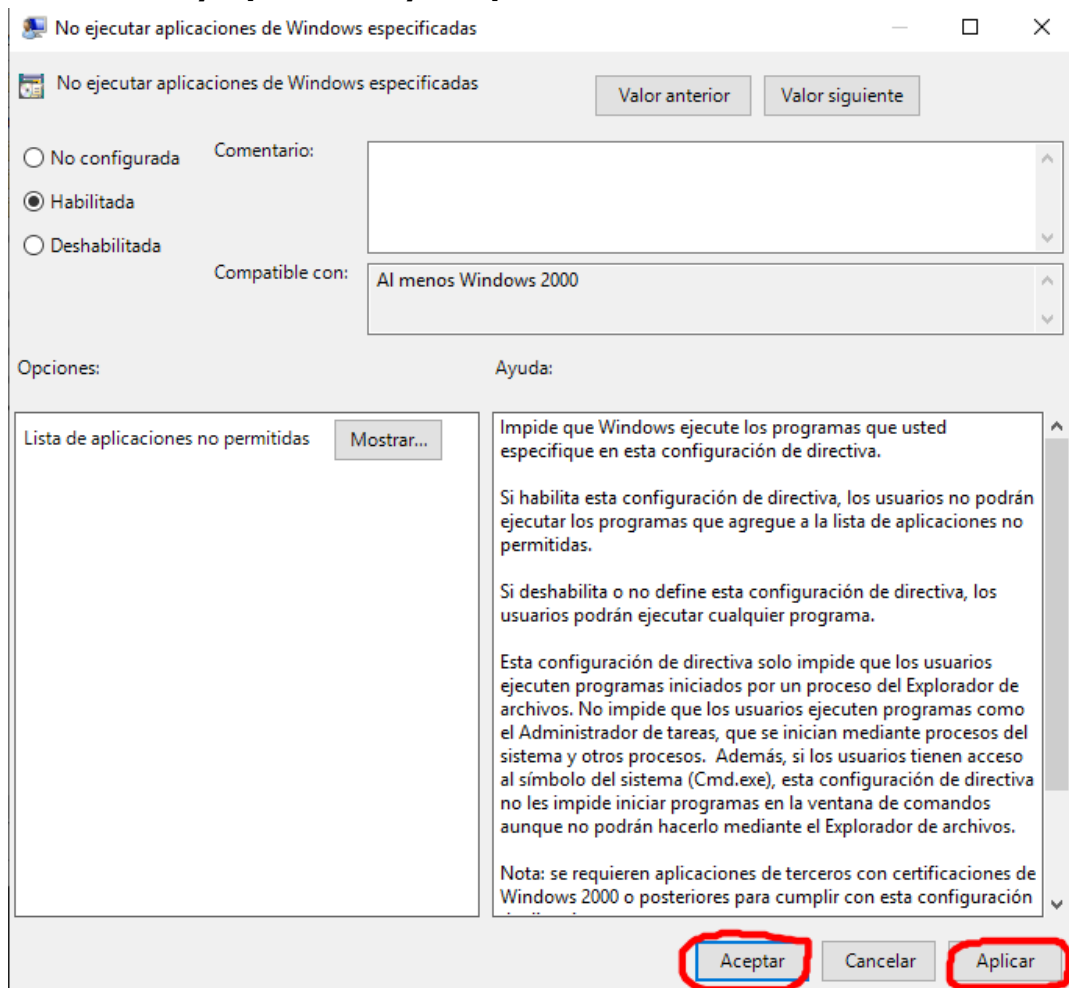 No ejecutar aplicaciones de Windows especificadas
No ejecutar aplicaciones de Windows especificadas
Valor anterior
Valor siguiente
No configurada
Comentario:
Habilitada
Deshabilitada
Compatible con:
Al menos Windows 2000
Opciones:
Ayuda:
Lista de aplicaciones no permitidas
Mostrar...
Impide que Windows ejecute los programas que usted
especifique en esta configuración de directiva.
Si habilita esta configuración de directiva, los usuarios no podrán
ejecutar los programas que agregue a la lista de aplicaciones no
permitidas.
Si deshabilita o no define esta configuración de directiva, los
usuarios podrán ejecutar cualquier programa.
Esta configuración de directiva solo impide que los usuarios
ejecuten programas iniciados por un proceso del Explorador de
archivos. No impide que los usuarios ejecuten programas como
el Administrador de tareas, que se inician mediante procesos del
sistema y otros procesos.  Además, si los usuarios tienen acceso
al símbolo del sistema (Cmd.exe), esta configuración de directiva
no les impide iniciar programas en la ventana de comandos
aunque no podrán hacerlo mediante el Explorador de archivos.
Nota: se requieren aplicaciones de terceros con certificaciones de
Windows 2000 o posteriores para cumplir con esta configuración
Aceptar
Cancelar
Aplicar